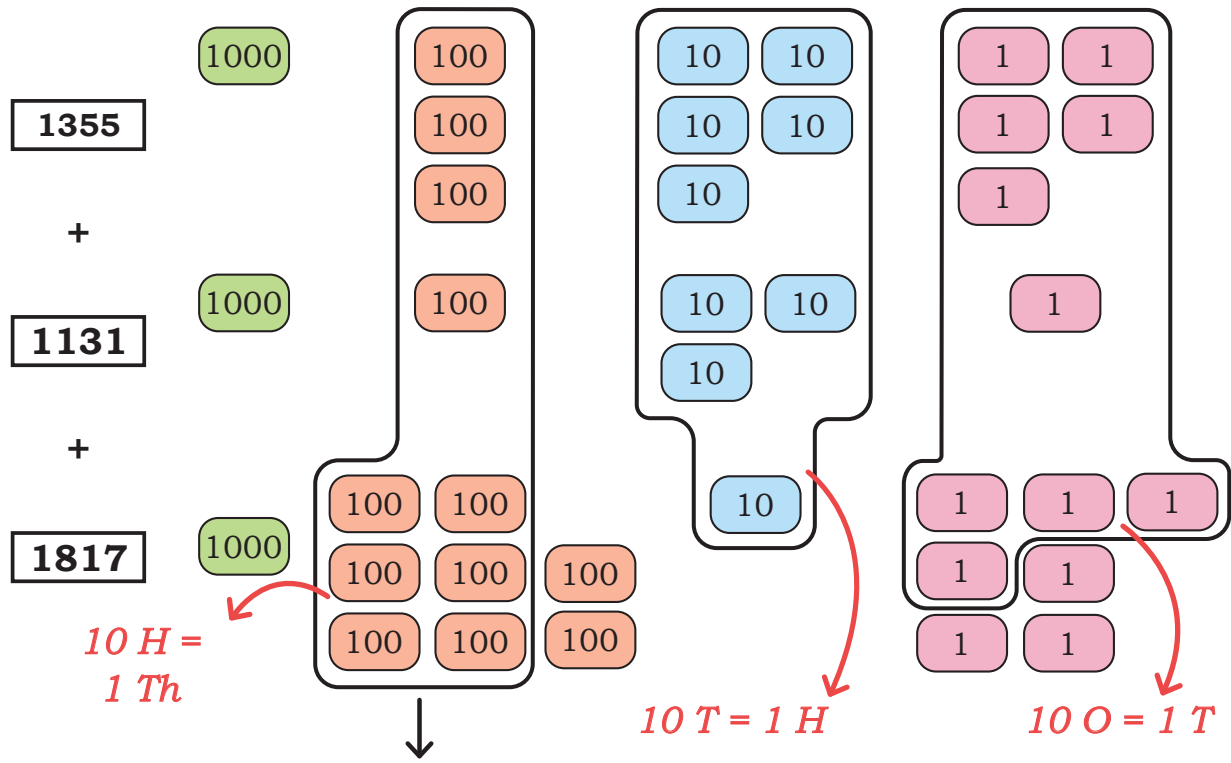 1000 100 10 10 1 1
1355 100 10 10 1 1
100 10 1
+
1000 100 10 10 1
1131 10
+
100 100 10 1 1 1
1817 1000 100 100 100 1 1
100 100 100 1 1
10 H =
1 Th
10 T = 1 H
10 O = 1 T